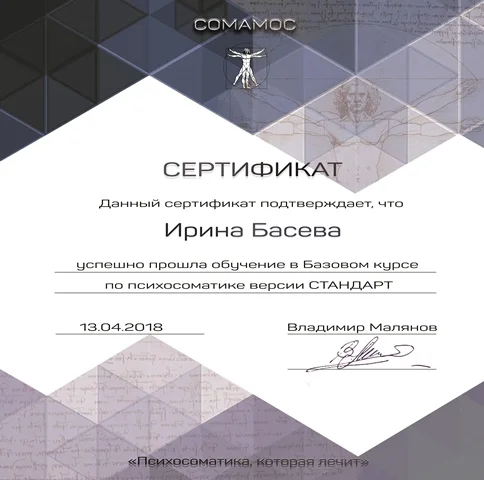 СОМАМОС
СЕРТИФИКАТ
Данный сертификат подтверждает, что
Ирина Басева
успешно прошла обучение в Базовом курсе
по психосоматике версии СТАНДАРТ
13.04.2018
Владимир Малянов
«Психосоматика, которая лечит»